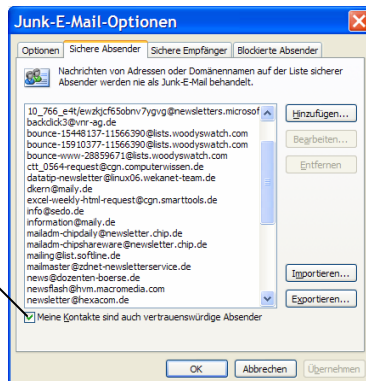 Junk-E-Mail-Optionen
Optionen Sichere Absender Sichere Empfänger Blockierte Absender
Nachrichten von Adressen oder Domänennamen auf der Liste sicherer
Absender werden nie als Junk-E-Mail behandelt.
10_766_e4t/ewzkjcf65obnv7ygvg@newsletters.microsof
backclick3@vnr-ag.de
bounce-15448137-11566390@lists.woodyswatch.com
bounce-15910377-11566390@lists.woodyswatch.com
bounce-www-28859671@lists.woodyswatch.com
ctt_0564-request@cgn.computerwissen.de
datatip-newsletter@linux06.wekanet-team.de
dkern@maily.de
excel-weekly-html-request@cgn.smarttools.de
info@sedo.de
information@maily.de
mailadm-chipdaily@newsletter.chip.de
mailadm-chipshareware@newsletter.chip.de
mailing@list.softline.de
mailmaster@zdnet-newsletterservice.de
news@dozenten-boerse.de
newsflash@hvm.macromedia.com
newsletter@hexacom.de
Hinzufügen...
Bearbeiten...
Entfernen
Importieren...
Exportieren...
Meine Kontakte sind auch vertrauenswürdige Absender
OK Abbrechen Übernehmen